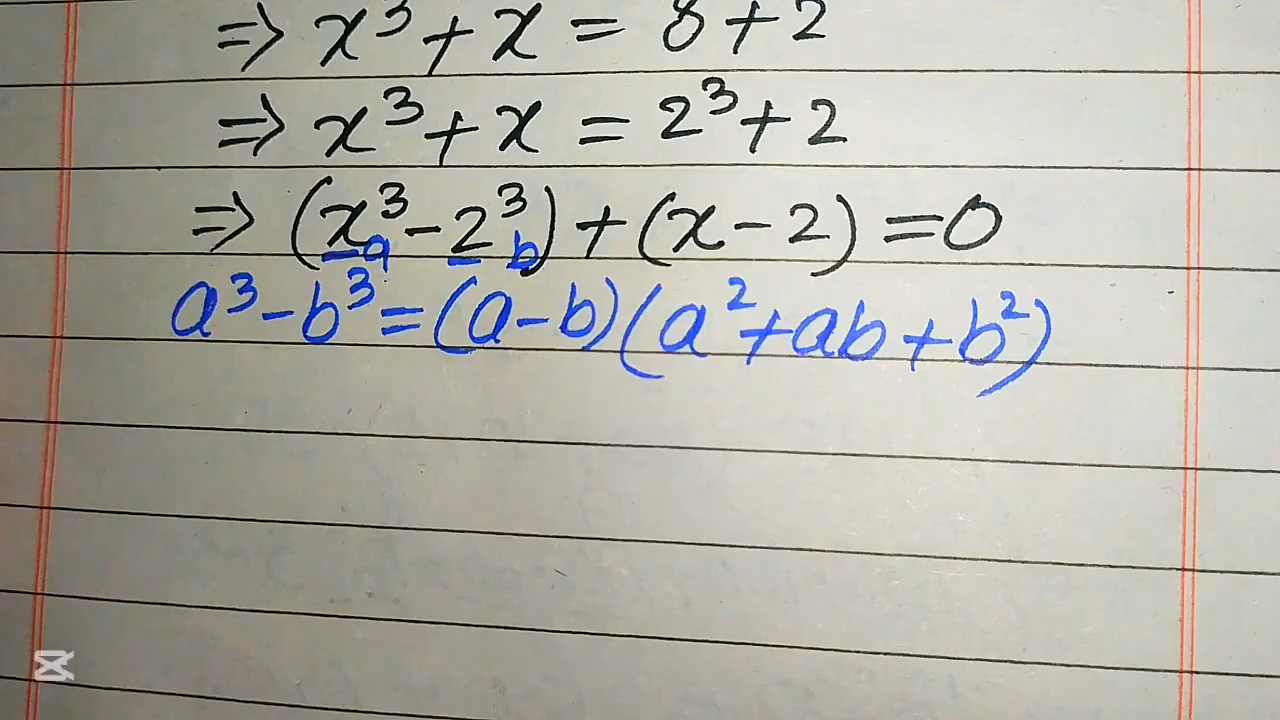 ⇒ x³ + x = 8 + 2
⇒ x³ + x = 2³ + 2
⇒ (x³ - 2³) + (x - 2) = 0
a b
a³ - b³ = (a - b)(a² + ab + b²)